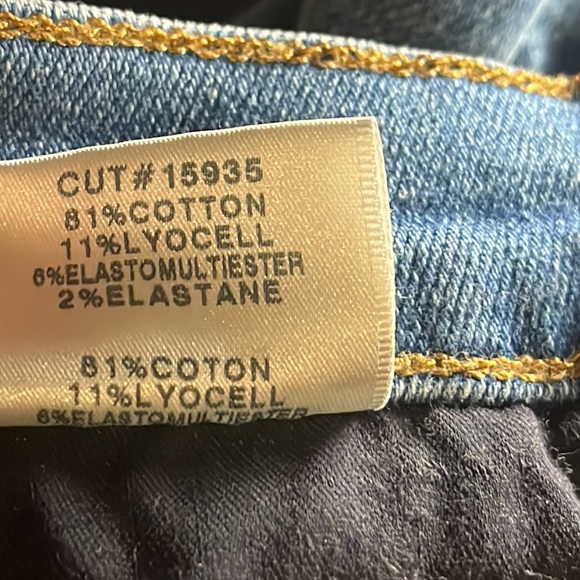 CUT#15935
81%COTTON
11%LYOCELL
6%ELASTOMULTIESTER
2%ELASTANE
81%COTON
11%LYOCELL
6%ELASTOMULTIESTER